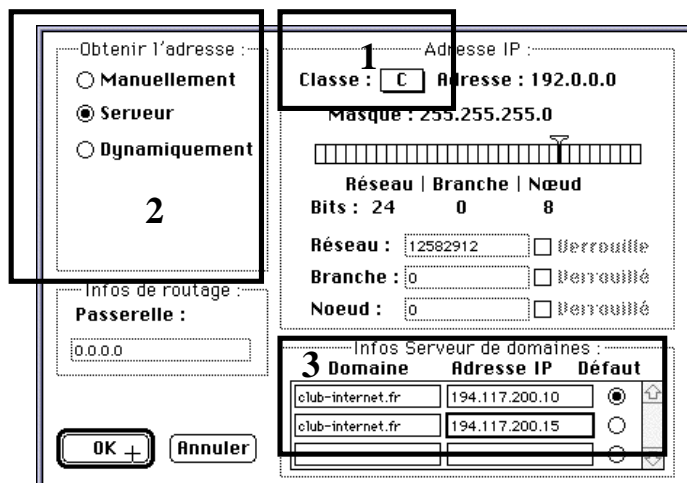 Obtenir l'adresse :
Manuellement
Serveur
Dynamiquement
2
Infos de routage :
Passerelle :
0.0.0.0
OK
Annuler
1
Adresse IP :
Classe : C Adresse : 192.0.0.0
Masque : 255.255.255.0
Réseau | Branche | Nœud
Bits : 24 0 8
Réseau : 12582912 Verrouillé
Branche : 0 Verrouillé
Noeud : 0 Verrouillé
Infos Serveur de domaines :
3
Domaine Adresse IP Défaut
club-internet.fr 194.117.200.10
club-internet.fr 194.117.200.15